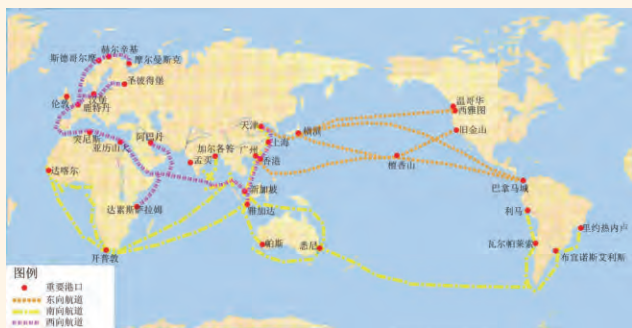 赫尔辛基
斯德哥尔摩
摩尔曼斯克
圣彼得堡
伦敦
汉堡
鹿特丹
温哥华
西雅图
旧金山
天津
上海
横滨
突尼斯
亚历山大
阿巴丹
加尔各答
孟买
广州
香港
檀香山
达喀尔
巴拿马城
新加坡
雅加达
达累斯萨拉姆
利马
里约热内卢
帕斯
悉尼
开普敦
瓦尔帕莱索
布宜诺斯艾利斯
图例
重要港口
东向航道
南向航道
西向航道